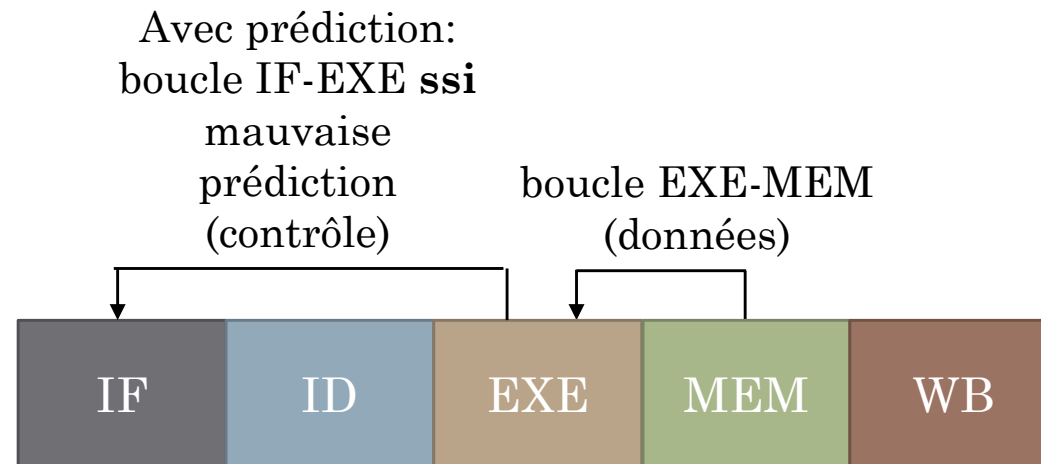 Avec prédiction:
boucle IF-EXE ssi
mauvaise
prédiction
(contrôle)
boucle EXE-MEM
(données)
IF
ID
EXE
MEM
WB